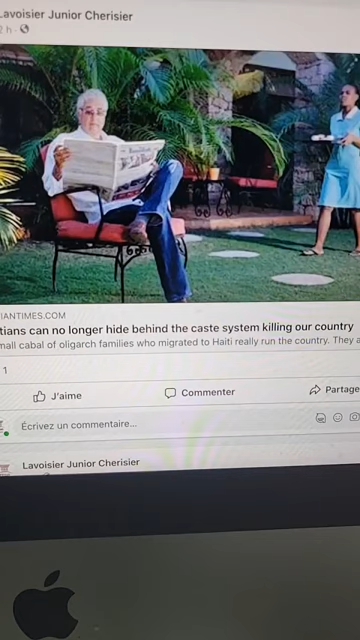 Lavoisier Junior Cherisier
2 h ·
IANTIMES.COM
tians can no longer hide behind the caste system killing our country
mall cabal of oligarch families who migrated to Haiti really run the country. They a
1
J'aime
Commenter
Partage
Écrivez un commentaire...
Lavoisier Junior Cherisier